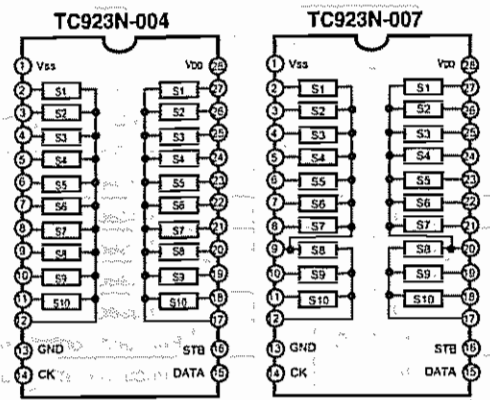 TC923N-004
1 Vss VDD 28
2 S1 S1 27
3 S2 S2 26
4 S3 S3 25
5 S4 S4 24
6 S5 S5 23
7 S6 S6 22
8 S7 S7 21
9 S8 S8 20
10 S9 S9 19
11 S10 S10 18
12 17
13 GND STB 16
14 CK DATA 15
TC923N-007
1 Vss VDD 28
2 S1 S1 27
3 S2 S2 26
4 S3 S3 25
5 S4 S4 24
6 S5 S5 23
7 S6 S6 22
8 S7 S7 21
9 S8 S8 20
10 S9 S9 19
11 S10 S10 18
12 17
13 GND STB 16
14 CK DATA 15